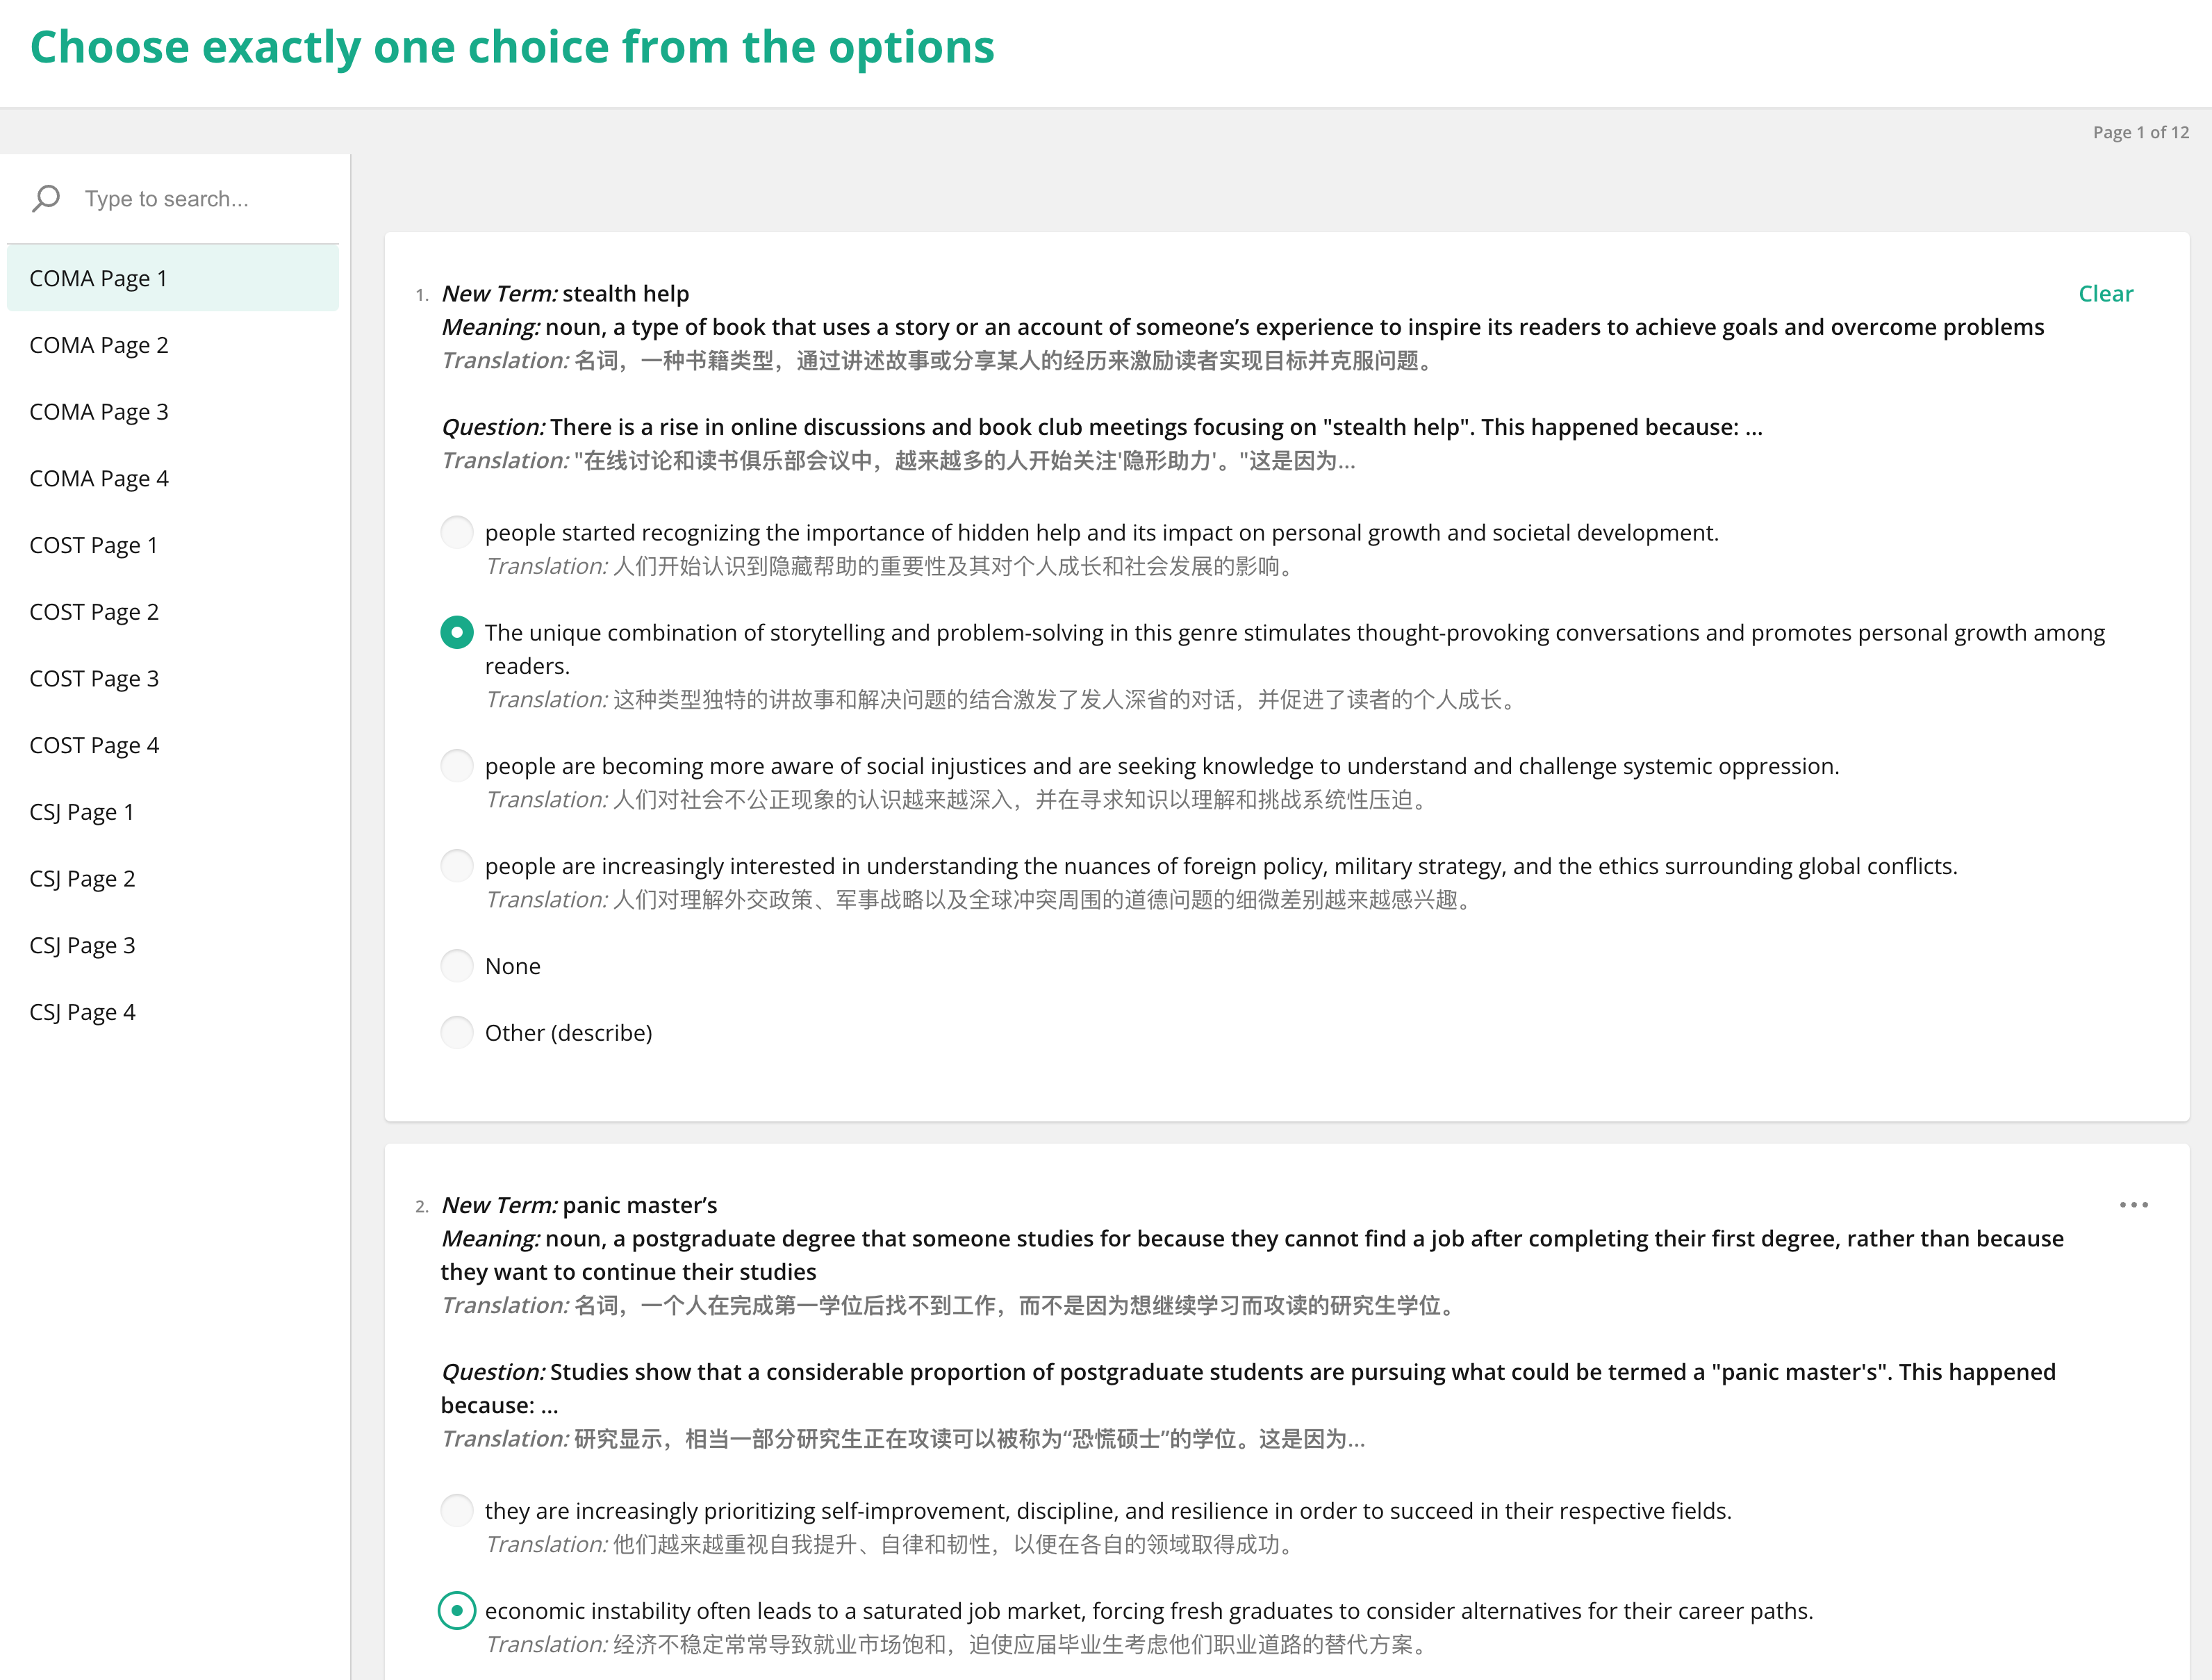 Choose exactly one choice from the options
Page 1 of 12
Type to search...
COMA Page 1
COMA Page 2
COMA Page 3
COMA Page 4
COST Page 1
COST Page 2
COST Page 3
COST Page 4
CSJ Page 1
CSJ Page 2
CSJ Page 3
CSJ Page 4
1. New Term: stealth help
Clear
Meaning: noun, a type of book that uses a story or an account of someone’s experience to inspire its readers to achieve goals and overcome problems
Translation: 名词，一种书籍类型，通过讲述故事或分享某人的经历来激励读者实现目标并克服问题。
Question: There is a rise in online discussions and book club meetings focusing on "stealth help". This happened because: ...
Translation: "在线讨论和读书俱乐部会议中，越来越多的人开始关注'隐形助力'。"这是因为...
people started recognizing the importance of hidden help and its impact on personal growth and societal development.
Translation: 人们开始认识到隐藏帮助的重要性及其对个人成长和社会发展的影响。
The unique combination of storytelling and problem-solving in this genre stimulates thought-provoking conversations and promotes personal growth among
readers.
Translation: 这种类型独特的讲故事和解决问题的结合激发了发人深省的对话，并促进了读者的个人成长。
people are becoming more aware of social injustices and are seeking knowledge to understand and challenge systemic oppression.
Translation: 人们对社会不公正现象的认识越来越深入，并在寻求知识以理解和挑战系统性压迫。
people are increasingly interested in understanding the nuances of foreign policy, military strategy, and the ethics surrounding global conflicts.
Translation: 人们对理解外交政策、军事战略以及全球冲突周围的道德问题的细微差别越来越感兴趣。
None
Other (describe)
2. New Term: panic master’s
Meaning: noun, a postgraduate degree that someone studies for because they cannot find a job after completing their first degree, rather than because
they want to continue their studies
Translation: 名词，一个人在完成第一学位后找不到工作，而不是因为想继续学习而攻读的研究生学位。
Question: Studies show that a considerable proportion of postgraduate students are pursuing what could be termed a "panic master's". This happened
because: ...
Translation: 研究显示，相当一部分研究生正在攻读可以被称为“恐慌硕士”的学位。这是因为...
they are increasingly prioritizing self-improvement, discipline, and resilience in order to succeed in their respective fields.
Translation: 他们越来越重视自我提升、自律和韧性，以便在各自的领域取得成功。
economic instability often leads to a saturated job market, forcing fresh graduates to consider alternatives for their career paths.
Translation: 经济不稳定常常导致就业市场饱和，迫使应届毕业生考虑他们职业道路的替代方案。